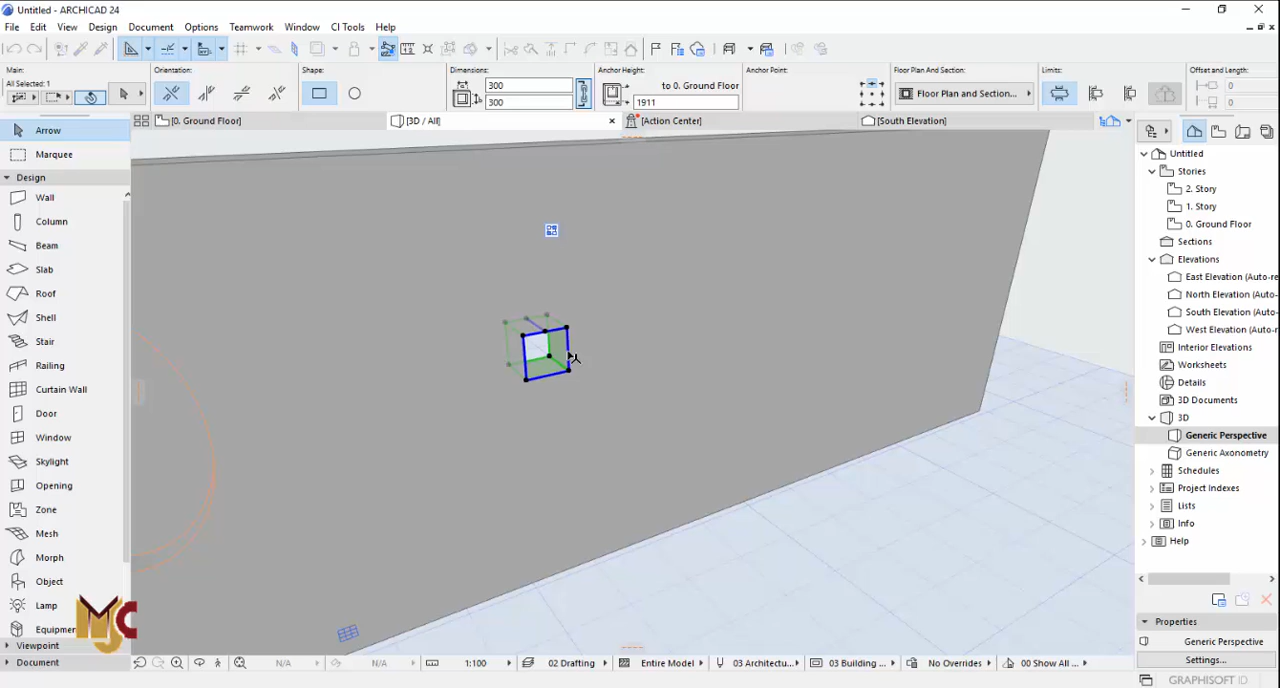 Untitled - ARCHICAD 24
File Edit View Design Document Options Teamwork Window CI Tools Help
Main: Orientation: Shape: Dimensions: Anchor Height: Anchor Point: Floor Plan And Section: Limits: Offset and Length:
All Selected: 1
300 to 0. Ground Floor Floor Plan and Section... 0
300 1911 0
[0. Ground Floor] [3D / All] [Action Center] [South Elevation]
Arrow
Marquee
Design
Wall
Column
Beam
Slab
Roof
Shell
Stair
Railing
Curtain Wall
Door
Window
Skylight
Opening
Zone
Mesh
Morph
Object
Lamp
Equipmer
Viewpoint
Document
MJC
Untitled
Stories
2. Story
1. Story
0. Ground Floor
Sections
Elevations
East Elevation (Auto-re
North Elevation (Auto-
South Elevation (Auto-
West Elevation (Auto-r
Interior Elevations
Worksheets
Details
3D Documents
3D
Generic Perspective
Generic Axonometry
Schedules
Project Indexes
Lists
Info
Help
Properties
Generic Perspective
Settings...
N/A N/A 1:100 02 Drafting Entire Model 03 Architectu... 03 Building ... No Overrides 00 Show All ...
GRAPHISOFT ID